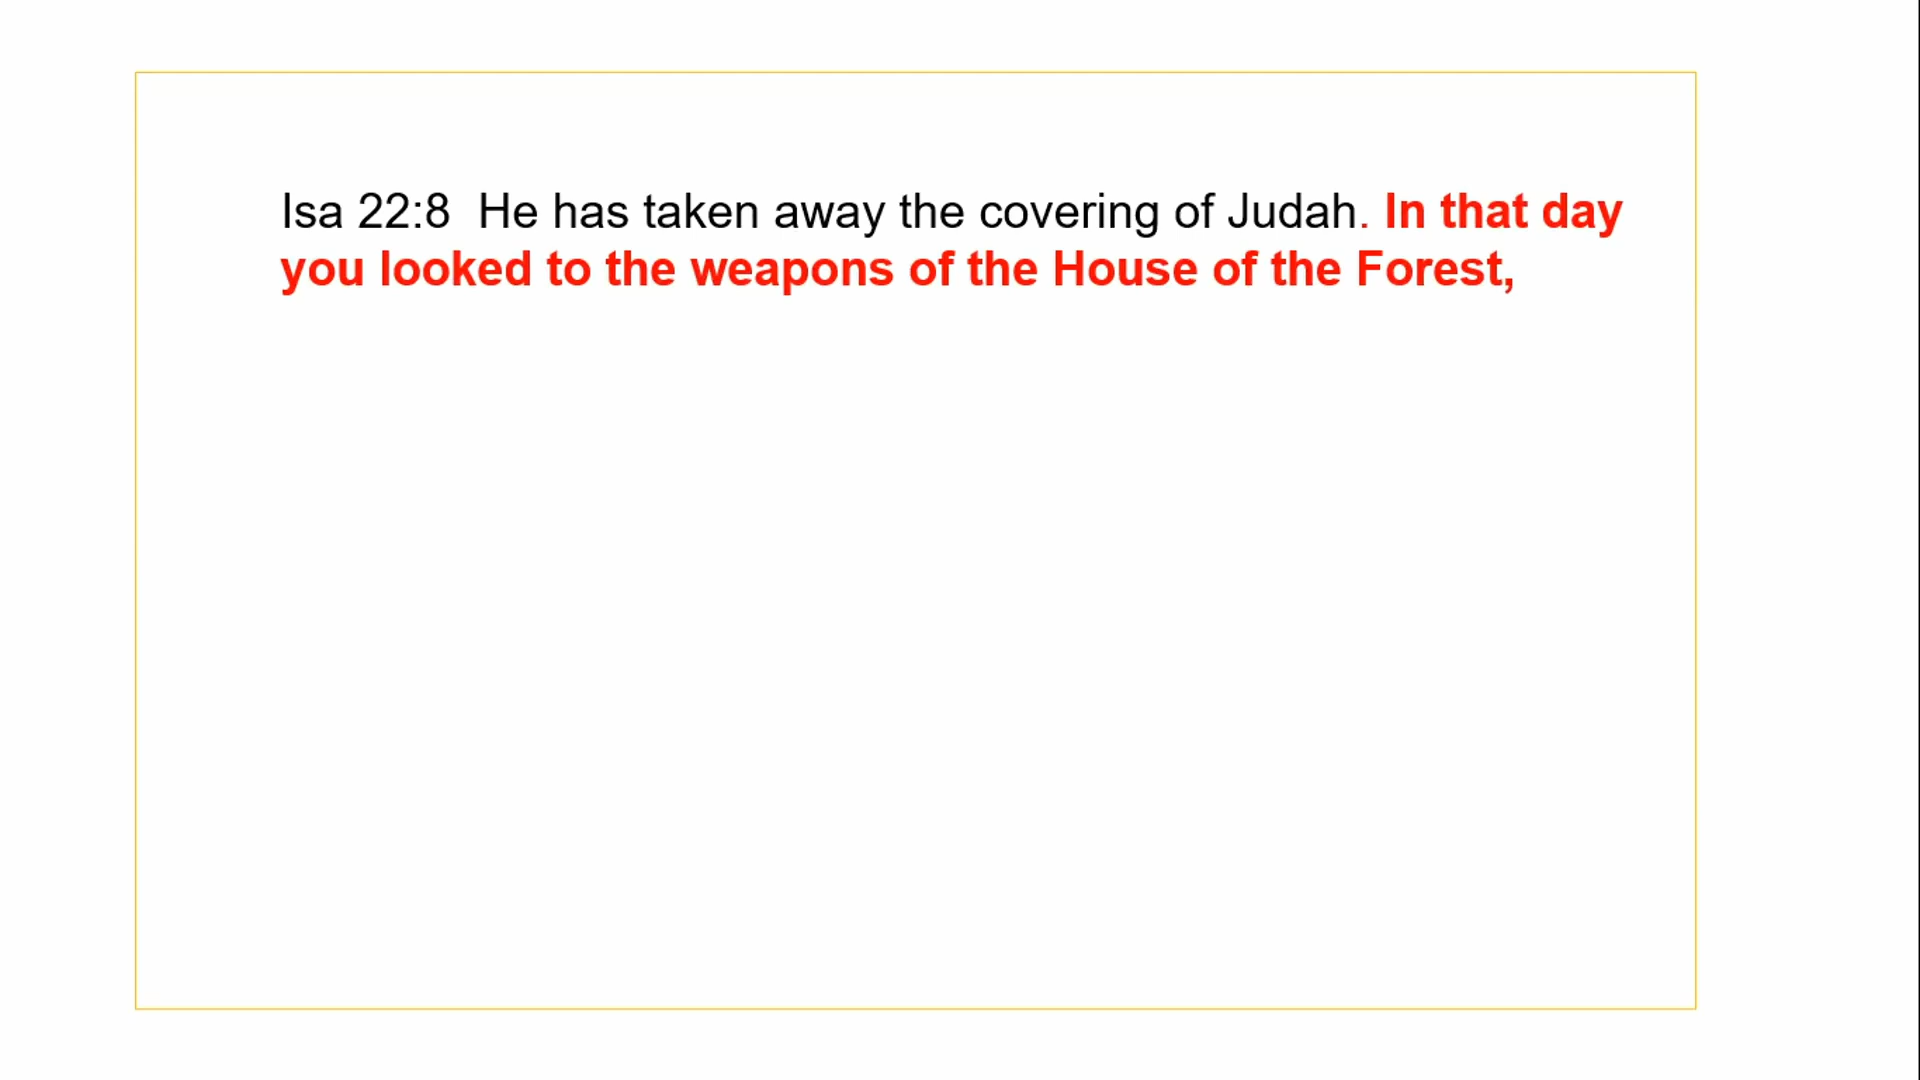 Isa 22:8  He has taken away the covering of Judah. In that day
you looked to the weapons of the House of the Forest,